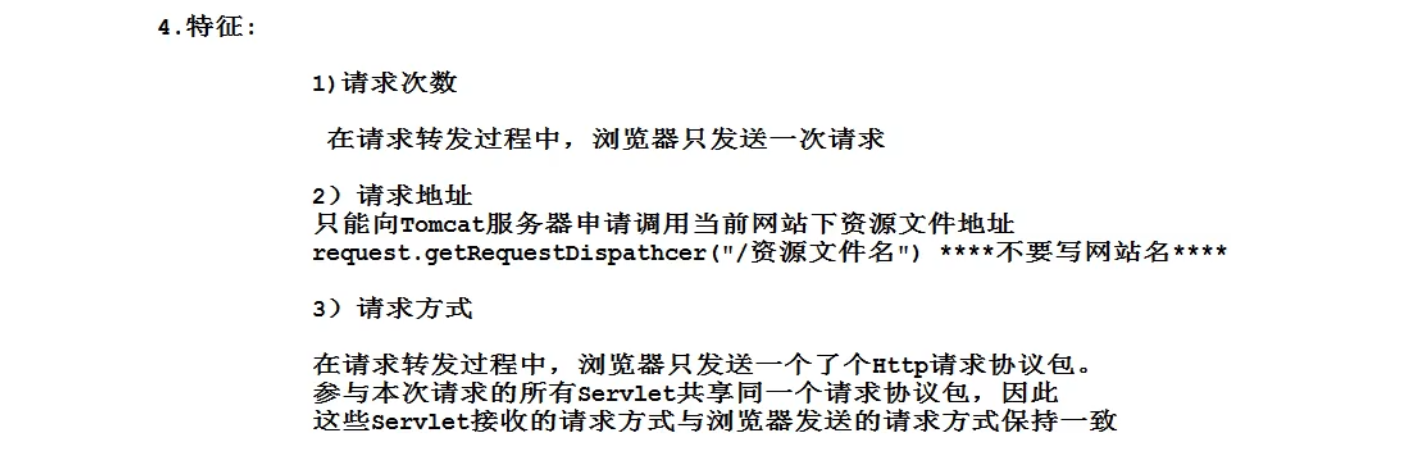 4.特征:
1)请求次数
在请求转发过程中，浏览器只发送一次请求
2）请求地址
只能向Tomcat服务器申请调用当前网站下资源文件地址
request.getRequestDispathcer("/资源文件名") ****不要写网站名****
3）请求方式
在请求转发过程中，浏览器只发送一个了个Http请求协议包。
参与本次请求的所有Servlet共享同一个请求协议包，因此
这些Servlet接收的请求方式与浏览器发送的请求方式保持一致